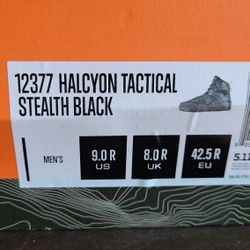 12377 HALCYON TACTICAL
STEALTH BLACK
MEN'S
9.0 R
US
8.0 R
UK
42.5 R
EU
5.11